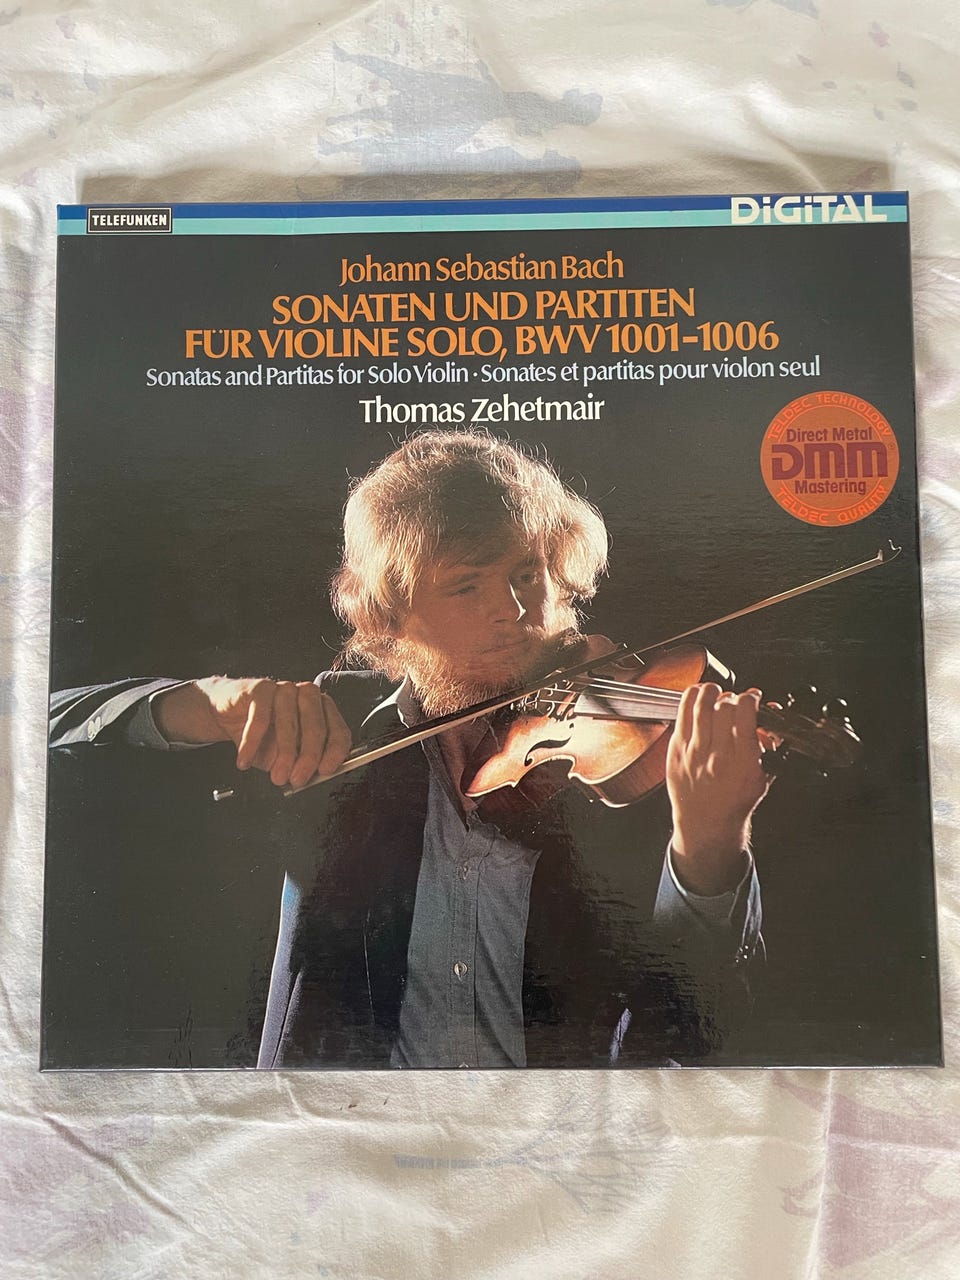 TELEFUNKEN
DiGiTAL
Johann Sebastian Bach
SONATEN UND PARTITEN
FÜR VIOLINE SOLO, BWV 1001-1006
Sonatas and Partitas for Solo Violin · Sonates et partitas pour violon seul
Thomas Zehetmair
TELDEC TECHNOLOGY
Direct Metal
DMM
Mastering
TELDEC QUALITY